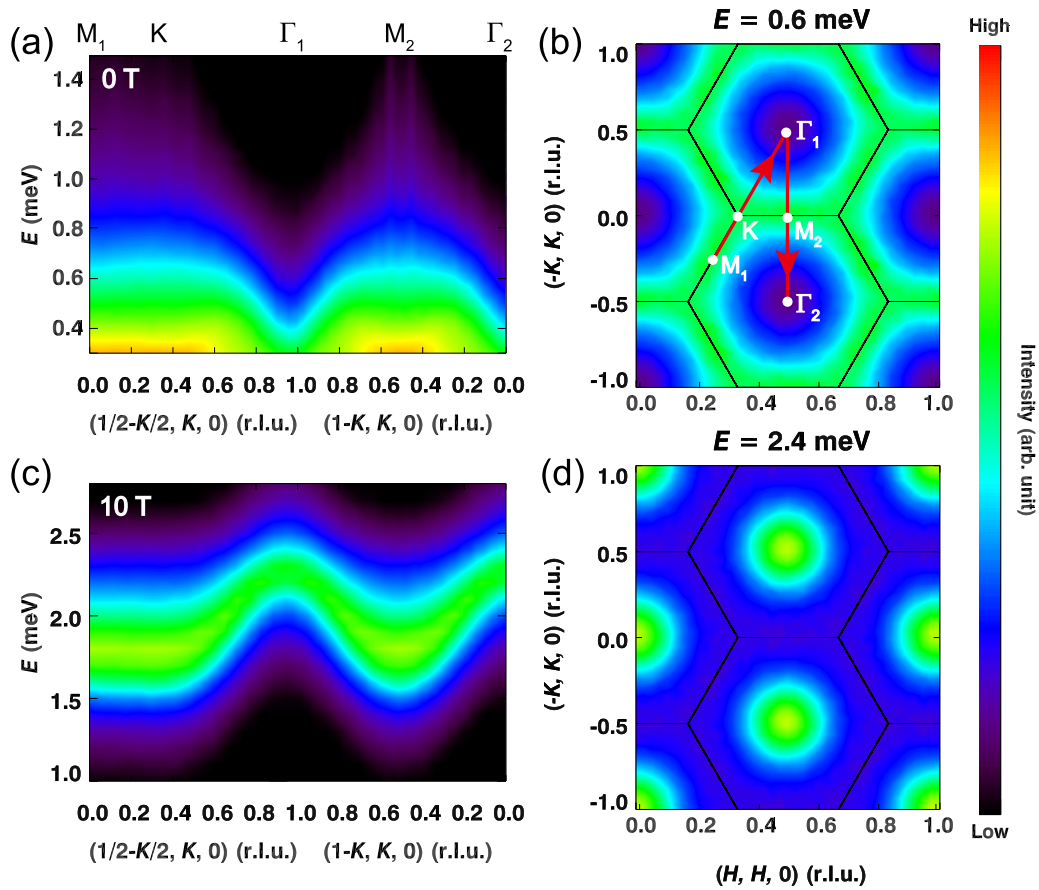 (a)
M₁ K Γ₁ M₂ Γ₂
0 T
1.4
1.2
1.0
0.8
0.6
0.4
E (meV)
0.0 0.2 0.4 0.6 0.8 1.0 0.8 0.6 0.4 0.2 0.0
(1/2-K/2, K, 0) (r.l.u.) (1-K, K, 0) (r.l.u.)
(b)
E = 0.6 meV
1.0
0.5
0.0
-0.5
-1.0
(-K, K, 0) (r.l.u.)
Γ₁
K
M₂
M₁
Γ₂
0.0 0.2 0.4 0.6 0.8 1.0
(c)
10 T
2.5
2.0
1.5
1.0
E (meV)
0.0 0.2 0.4 0.6 0.8 1.0 0.8 0.6 0.4 0.2 0.0
(1/2-K/2, K, 0) (r.l.u.) (1-K, K, 0) (r.l.u.)
(d)
E = 2.4 meV
1.0
0.5
0.0
-0.5
-1.0
(-K, K, 0) (r.l.u.)
0.0 0.2 0.4 0.6 0.8 1.0
(H, H, 0) (r.l.u.)
High
Intensity (arb. unit)
Low